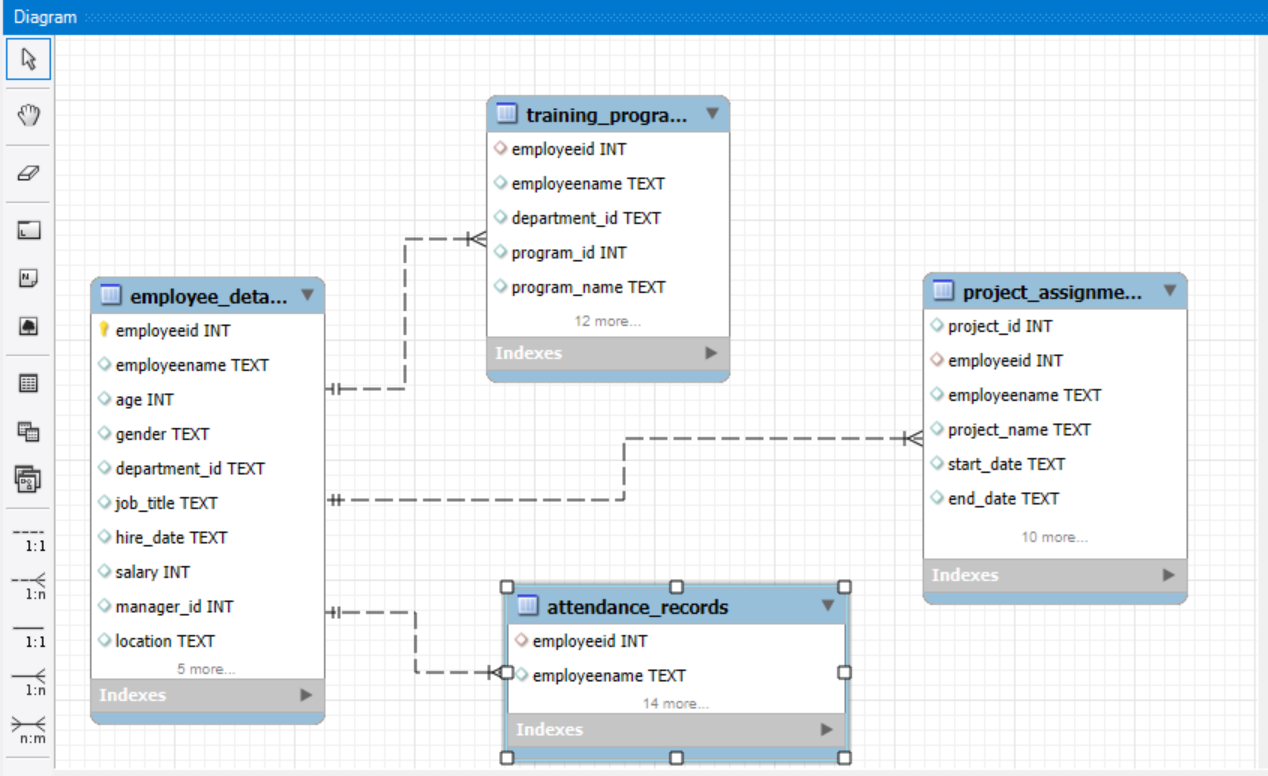 Diagram
training_progra...
employeeid INT
employeename TEXT
department_id TEXT
program_id INT
program_name TEXT
12 more...
Indexes
employee_deta...
employeeid INT
employeename TEXT
age INT
gender TEXT
department_id TEXT
job_title TEXT
hire_date TEXT
salary INT
manager_id INT
location TEXT
5 more...
Indexes
project_assignme...
project_id INT
employeeid INT
employeename TEXT
project_name TEXT
start_date TEXT
end_date TEXT
10 more...
Indexes
attendance_records
employeeid INT
employeename TEXT
14 more...
Indexes
1:1
1:n
1:1
1:n
n:m